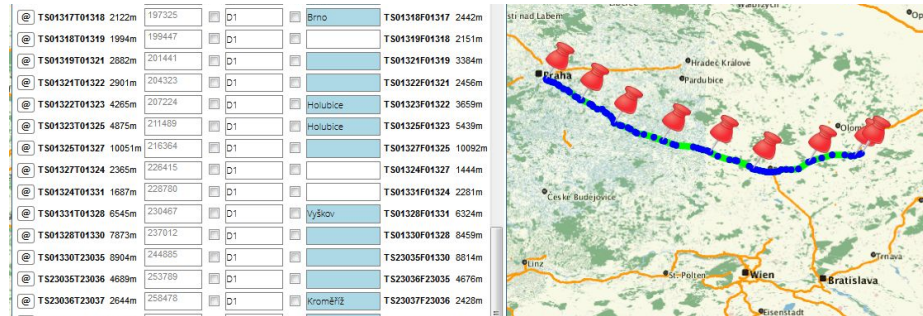 @ TS01317T01318 2122m 197325 D1 Brno TS01318F01317 2442m
@ TS01318T01319 1994m 199447 D1 TS01319F01318 2151m
@ TS01319T01321 2882m 201441 D1 TS01321F01319 3384m
@ TS01321T01322 2901m 204323 D1 TS01322F01321 2456m
@ TS01322T01323 4265m 207224 D1 Holubice TS01323F01322 3659m
@ TS01323T01325 4875m 211489 D1 Holubice TS01325F01323 5439m
@ TS01325T01327 10051m 216364 D1 TS01327F01325 10092m
@ TS01327T01324 2365m 226415 D1 TS01324F01327 1444m
@ TS01324T01331 1687m 228780 D1 TS01331F01324 2281m
@ TS01331T01328 6545m 230467 D1 Vyškov TS01328F01331 6324m
@ TS01328T01330 7873m 237012 D1 TS01330F01328 8459m
@ TS01330T23035 8904m 244885 D1 TS23035F01330 8814m
@ TS23035T23036 4689m 253789 D1 TS23036F23035 4676m
@ TS23036T23037 2644m 258478 D1 Kroměříž TS23037F23036 2428m
sti nad Labem
Hradec Králové
Praha
Pardubice
Olom
České Budějovice
Linz
St. Pölten
Wien
Trnava
Bratislava
Eisenstadt